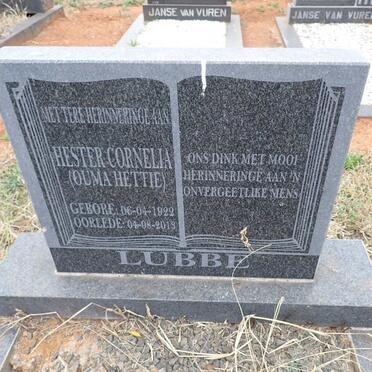 JANSE VAN VUREN
JANSE VAN VUREN
MET TERE HERINNERINGE AAN
HESTER CORNELIA
(OUMA HETTIE)
GEBORE: 06-04-1922
OORLEDE: 04-08-2013
ONS DINK MET MOOI
HERINNERINGE AAN 'N
ONVERGEETLIKE MENS
LUBBE